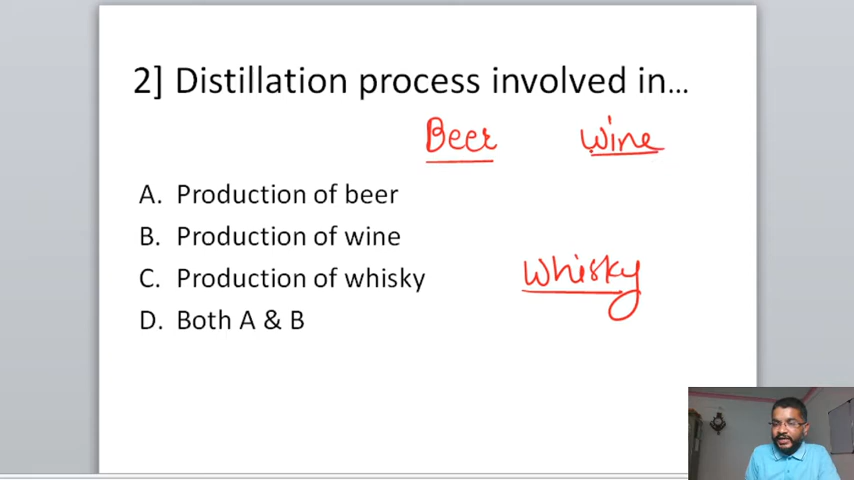 2] Distillation process involved in...
Beer wine
A. Production of beer
B. Production of wine
C. Production of whisky
whisky
D. Both A & B